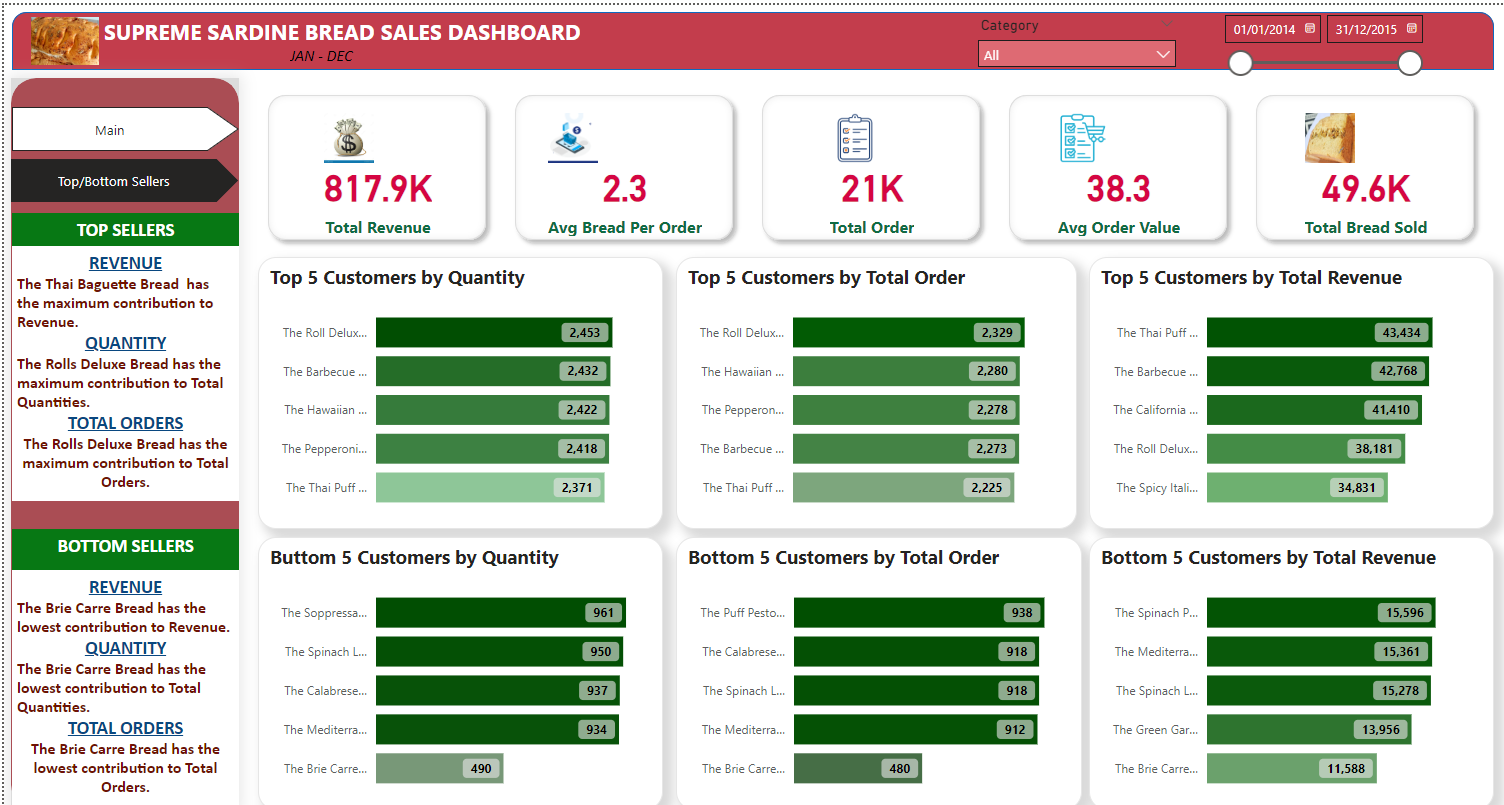 SUPREME SARDINE BREAD SALES DASHBOARD
JAN - DEC
Category
All
01/01/2014
31/12/2015
Main
Top/Bottom Sellers
TOP SELLERS
REVENUE
The Thai Baguette Bread has
the maximum contribution to
Revenue.
QUANTITY
The Rolls Deluxe Bread has the
maximum contribution to Total
Quantities.
TOTAL ORDERS
The Rolls Deluxe Bread has the
maximum contribution to Total
Orders.
BOTTOM SELLERS
REVENUE
The Brie Carre Bread has the
lowest contribution to Revenue.
QUANTITY
The Brie Carre Bread has the
lowest contribution to Total
Quantities.
TOTAL ORDERS
The Brie Carre Bread has the
lowest contribution to Total
Orders.
817.9K
Total Revenue
2.3
Avg Bread Per Order
21K
Total Order
38.3
Avg Order Value
49.6K
Total Bread Sold
Top 5 Customers by Quantity
The Roll Delux... 2,453
The Barbecue ... 2,432
The Hawaiian ... 2,422
The Pepperoni... 2,418
The Thai Puff ... 2,371
Top 5 Customers by Total Order
The Roll Delux... 2,329
The Hawaiian ... 2,280
The Pepperon... 2,278
The Barbecue ... 2,273
The Thai Puff ... 2,225
Top 5 Customers by Total Revenue
The Thai Puff ... 43,434
The Barbecue ... 42,768
The California ... 41,410
The Roll Delux... 38,181
The Spicy Itali... 34,831
Buttom 5 Customers by Quantity
The Soppressa... 961
The Spinach L... 950
The Calabrese... 937
The Mediterra... 934
The Brie Carre... 490
Bottom 5 Customers by Total Order
The Puff Pesto... 938
The Calabrese... 918
The Spinach L... 918
The Mediterra... 912
The Brie Carre... 480
Bottom 5 Customers by Total Revenue
The Spinach P... 15,596
The Mediterra... 15,361
The Spinach L... 15,278
The Green Gar... 13,956
The Brie Carre... 11,588